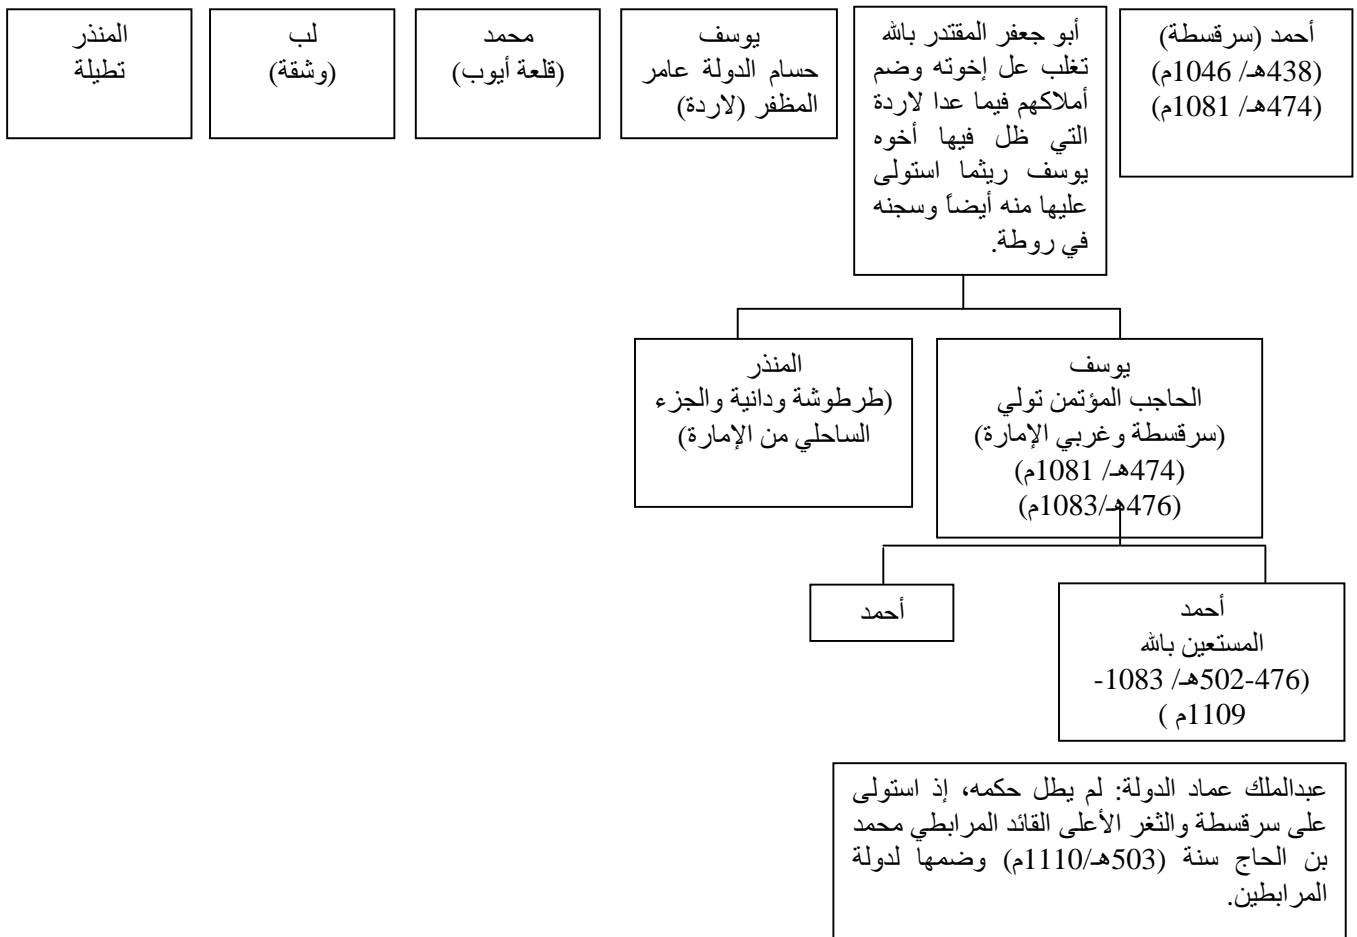 أحمد (سرقسطة)
(438هـ/ 1046م)
(474هـ/ 1081م)
أبو جعفر المقتدر بالله
تغلب عل إخوته وضم
أملاكهم فيما عدا لاردة
التي ظل فيها أخوه
يوسف ريثما استولى
عليها منه أيضاً وسجنه
في روطة.
يوسف
حسام الدولة عامر
المظفر (لاردة)
محمد
(قلعة أيوب)
لب
(وشقة)
المنذر
تطيلة
يوسف
الحاجب المؤتمن تولي
(سرقسطة وغربي الإمارة)
(474هـ/ 1081م)
(476هـ/1083م)
المنذر
(طرطوشة ودانية والجزء
الساحلي من الإمارة)
أحمد
المستعين بالله
(476-502هـ/ 1083-
1109م )
أحمد
عبدالملك عماد الدولة: لم يطل حكمه، إذ استولى
على سرقسطة والثغر الأعلى القائد المرابطي محمد
بن الحاج سنة (503هـ/1110م) وضمها لدولة
المرابطين.